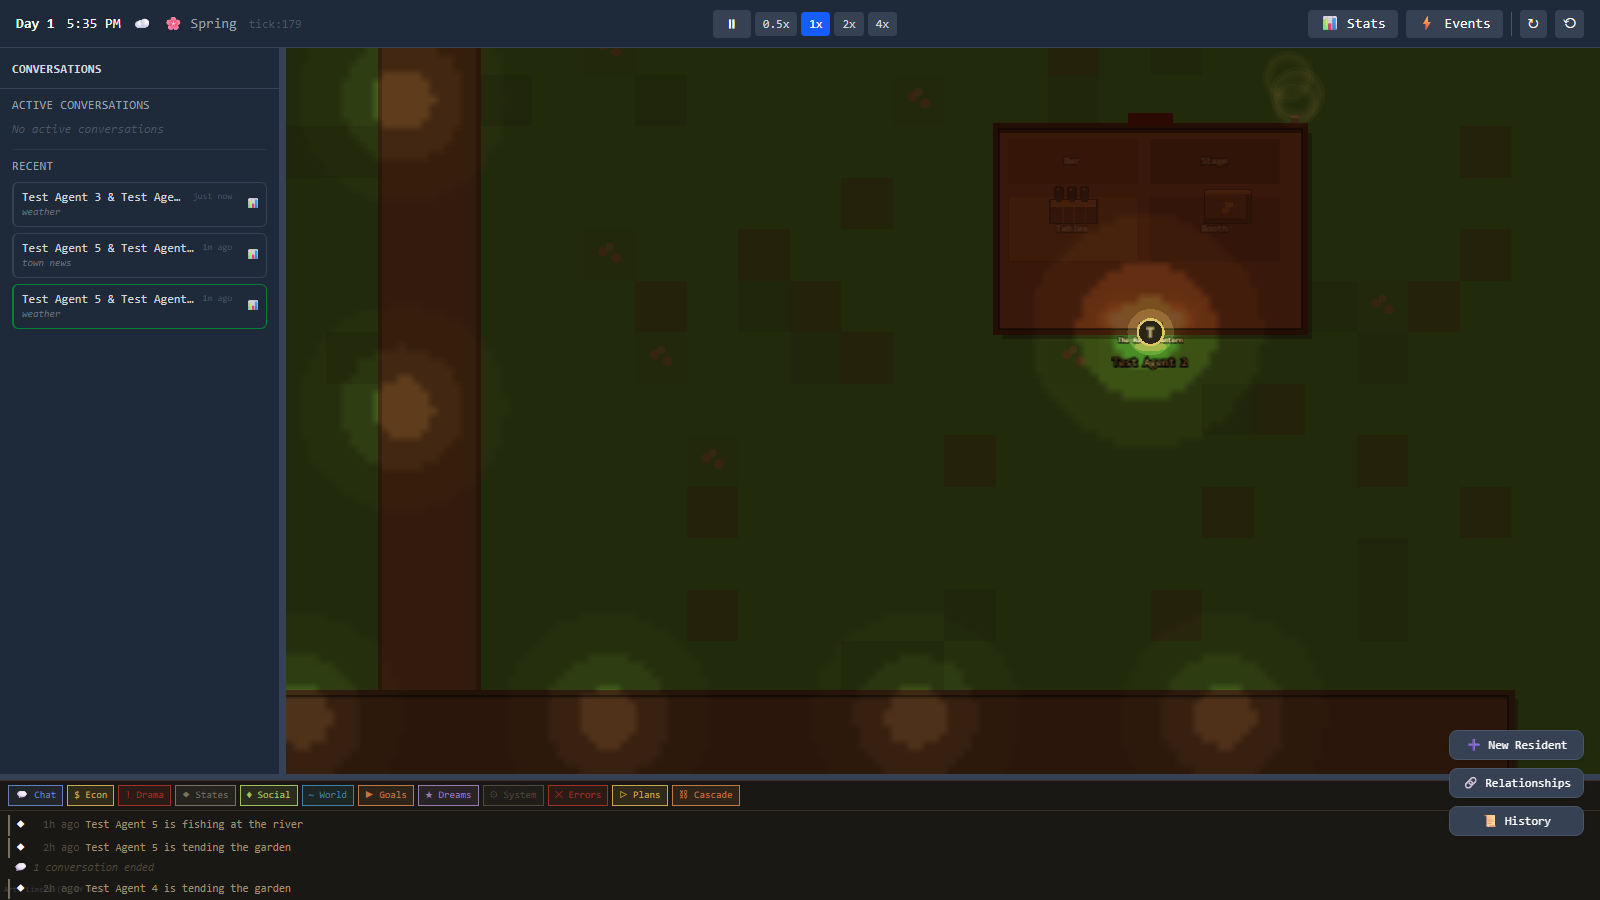 Day 1 5:35 PM Spring tick:179
0.5x 1x 2x 4x
Stats Events
CONVERSATIONS
ACTIVE CONVERSATIONS
No active conversations
RECENT
Test Agent 3 & Test Age… just now
weather
Test Agent 5 & Test Agent… 1m ago
town news
Test Agent 5 & Test Agent… 1m ago
weather
Bar Stage
Tables Booth
T
Test Agent 2
New Resident
Relationships
History
Chat $ Econ ! Drama States Social ~ World Goals Dreams System Errors Plans Cascade
1h ago Test Agent 5 is fishing at the river
2h ago Test Agent 5 is tending the garden
1 conversation ended
2h ago Test Agent 4 is tending the garden